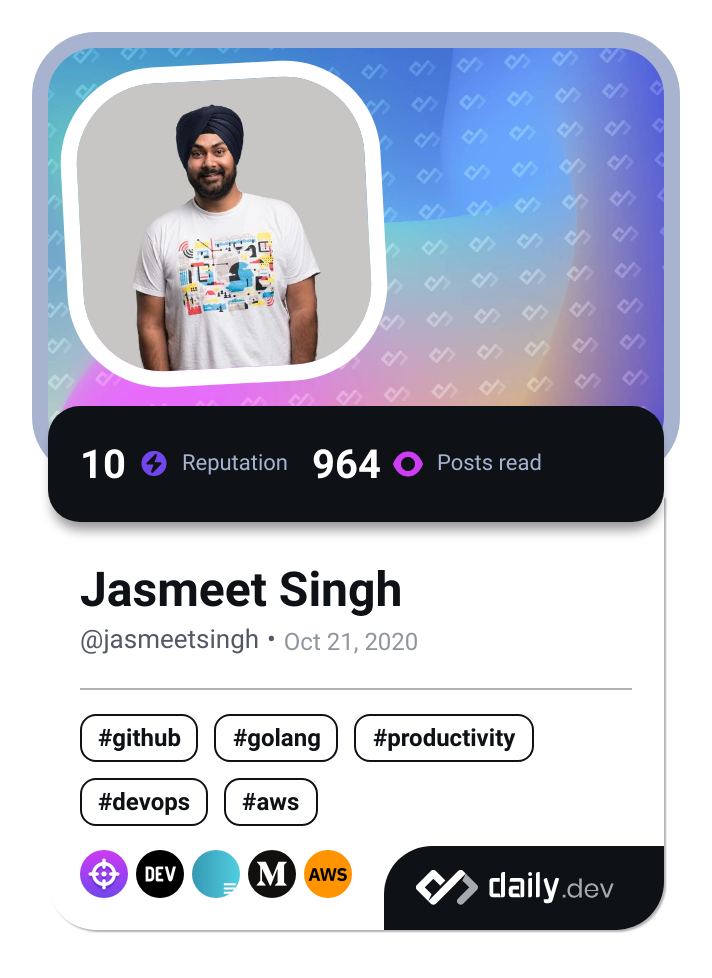 10 Reputation 964 Posts read
Jasmeet Singh
@jasmeetsingh • Oct 21, 2020
#github #golang #productivity
#devops #aws
DEV M AWS
daily.dev